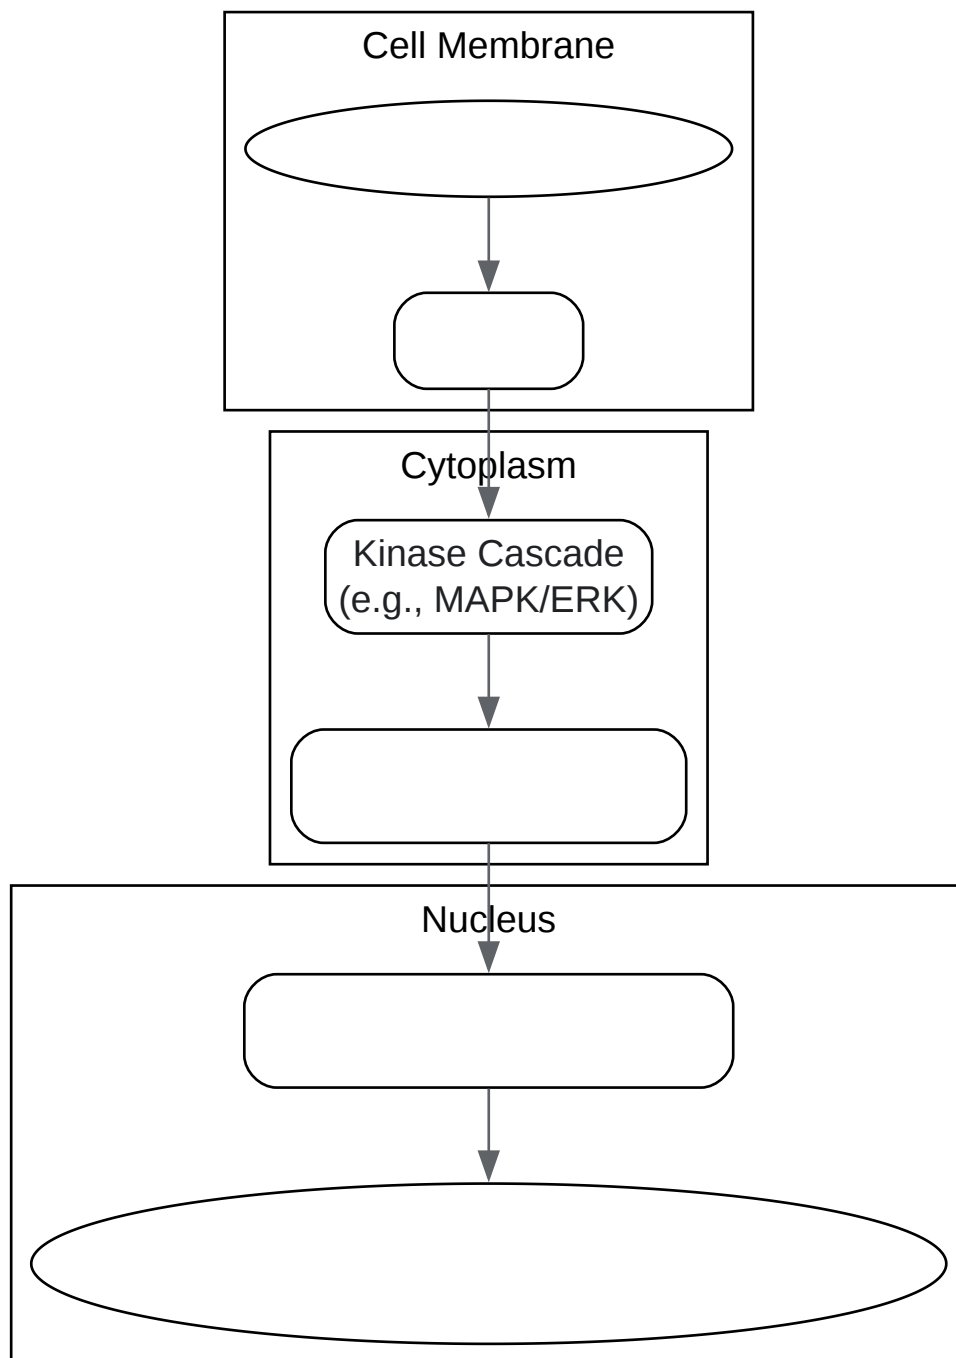 Cell Membrane
Cytoplasm
Kinase Cascade
(e.g., MAPK/ERK)
Nucleus